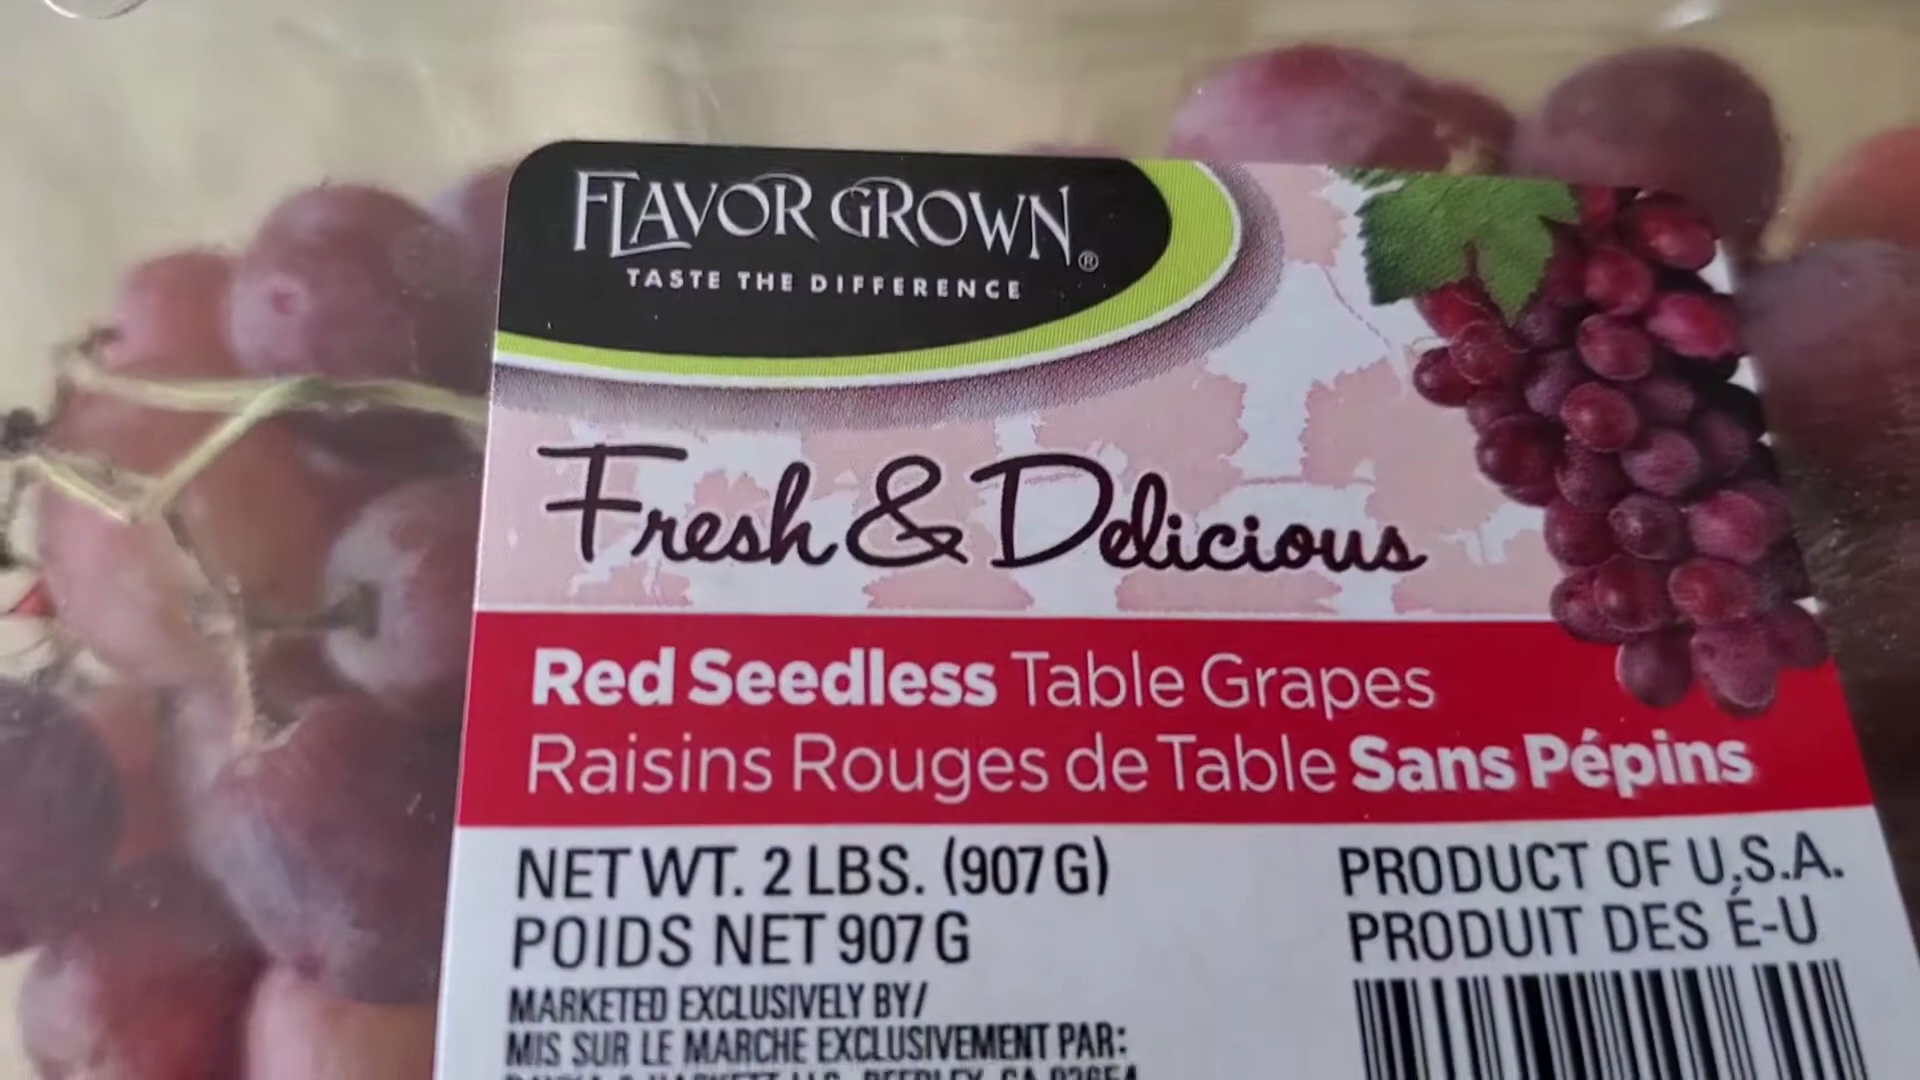 FLAVOR GROWN®
TASTE THE DIFFERENCE
Fresh & Delicious
Red Seedless Table Grapes
Raisins Rouges de Table Sans Pépins
NET WT. 2 LBS. (907 G)
POIDS NET 907 G
PRODUCT OF U.S.A.
PRODUIT DES É-U
MARKETED EXCLUSIVELY BY/
MIS SUR LE MARCHE EXCLUSIVEMENT PAR: